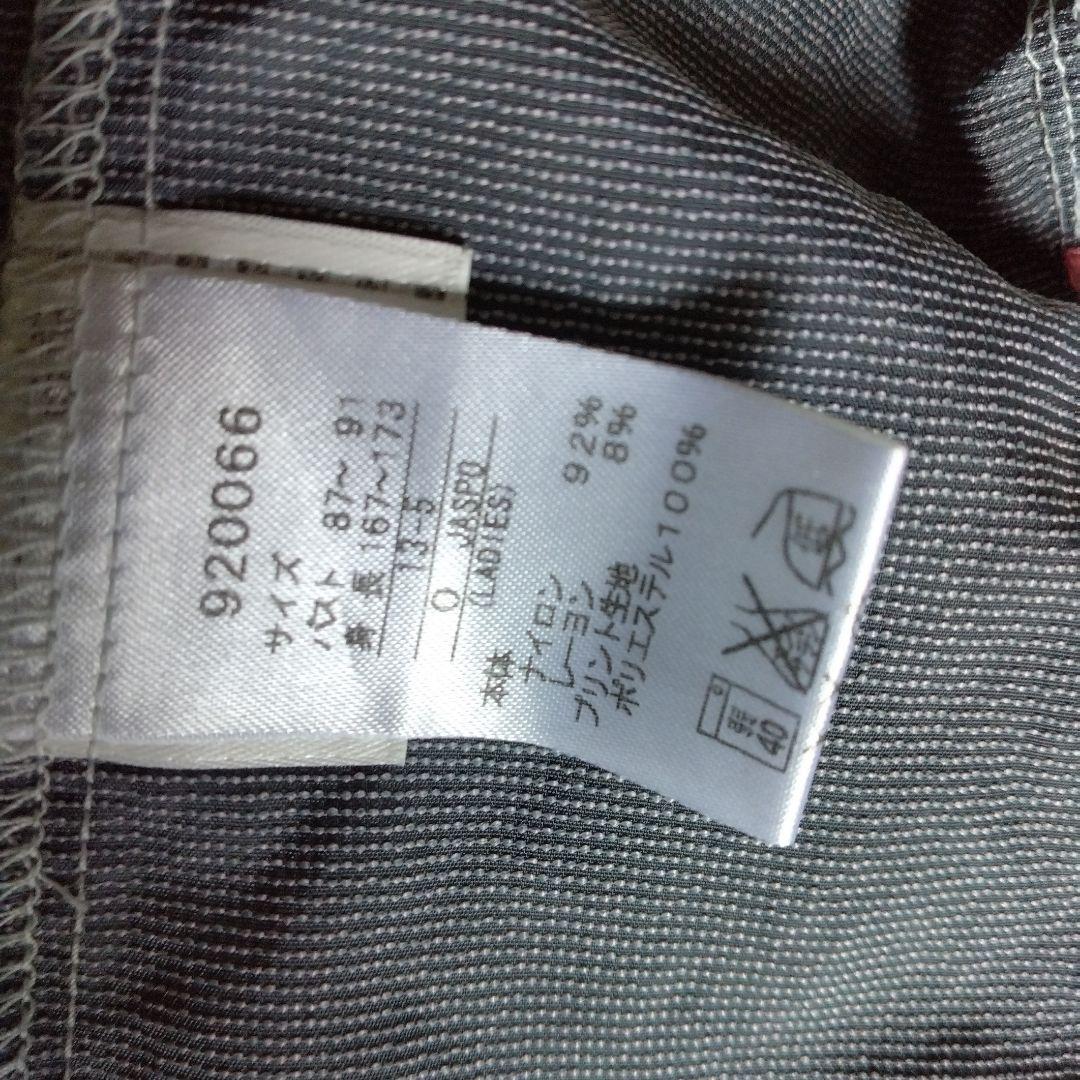 920066
サイズ
バスト 87～ 91
身 長 167～173
13-5
O JASPO
(LADIES)
本体
ナイロン 92%
レーヨン 8%
プリント生地
ポリエステル100%
40